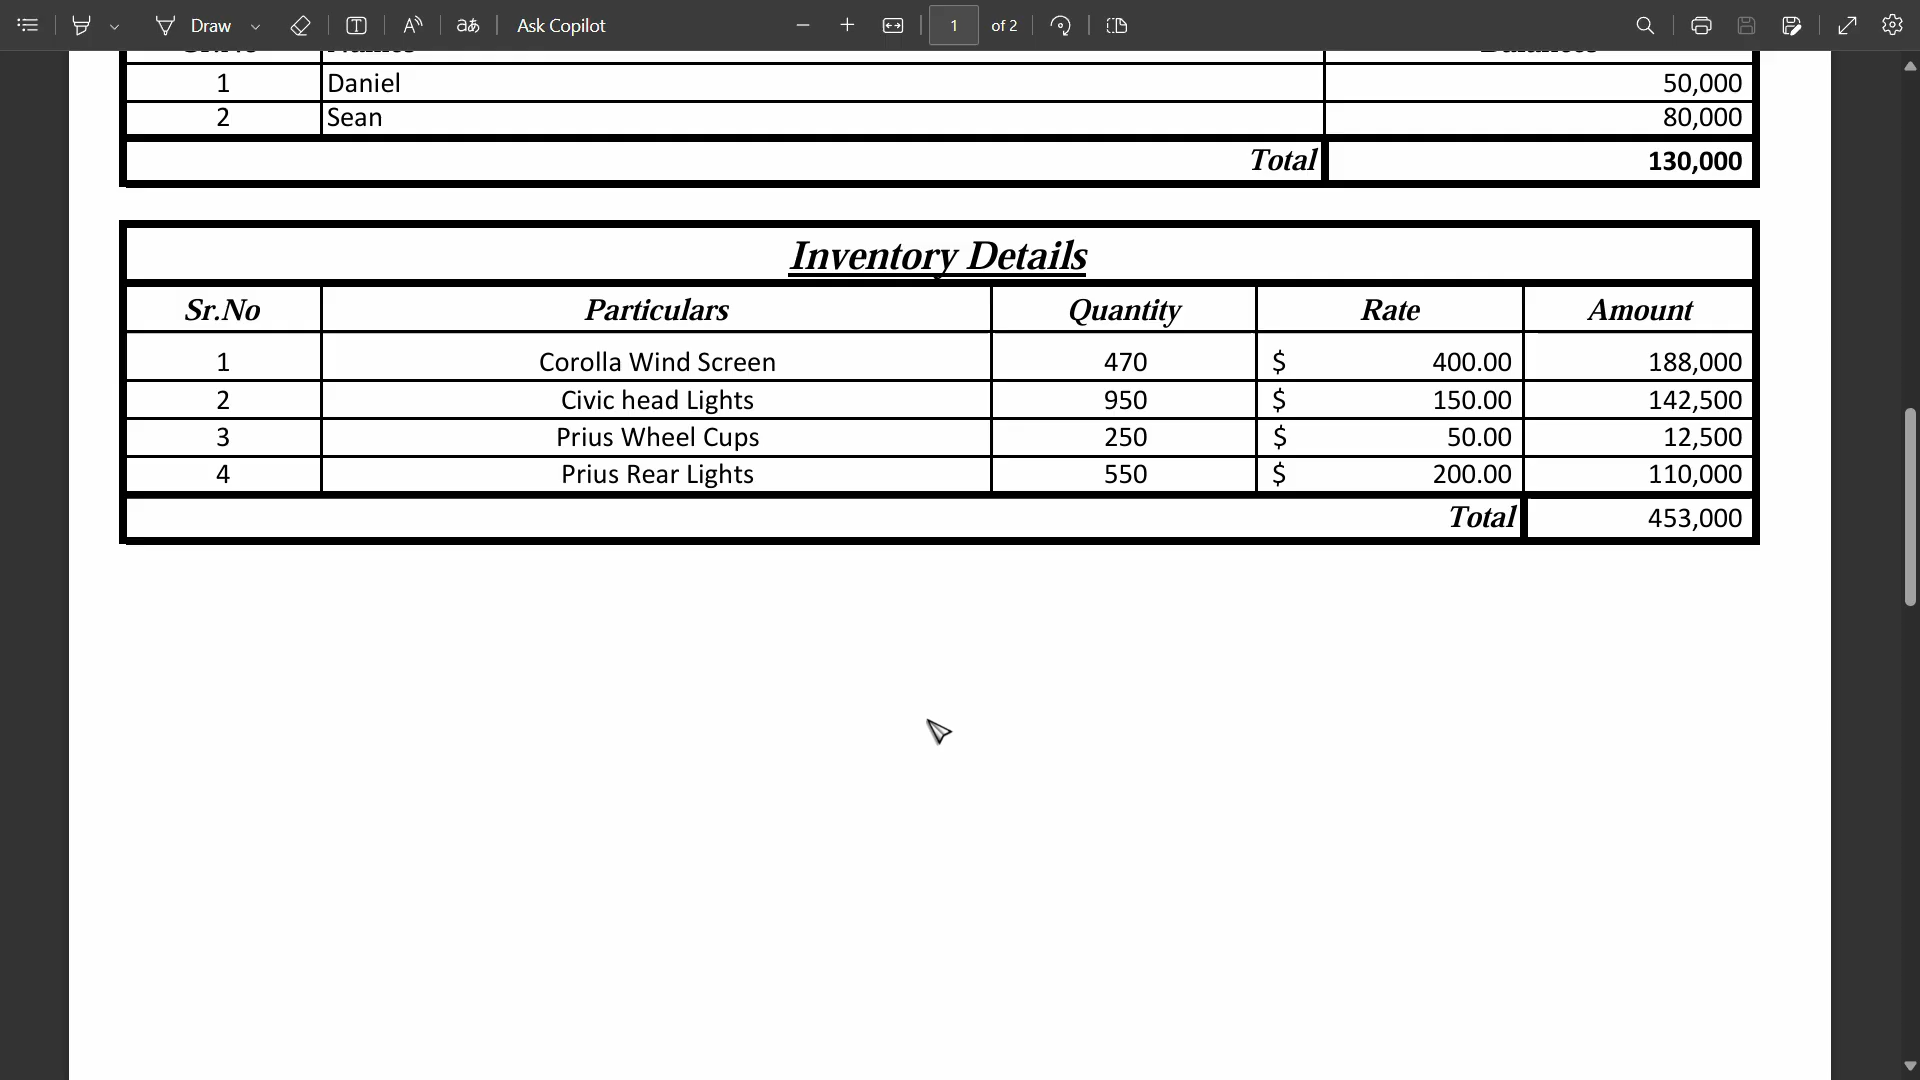 Draw Ask Copilot 1 of 2
1 Daniel 50,000
2 Sean 80,000
Total 130,000
Inventory Details
Sr.No Particulars Quantity Rate Amount
1 Corolla Wind Screen 470 $ 400.00 188,000
2 Civic head Lights 950 $ 150.00 142,500
3 Prius Wheel Cups 250 $ 50.00 12,500
4 Prius Rear Lights 550 $ 200.00 110,000
Total 453,000